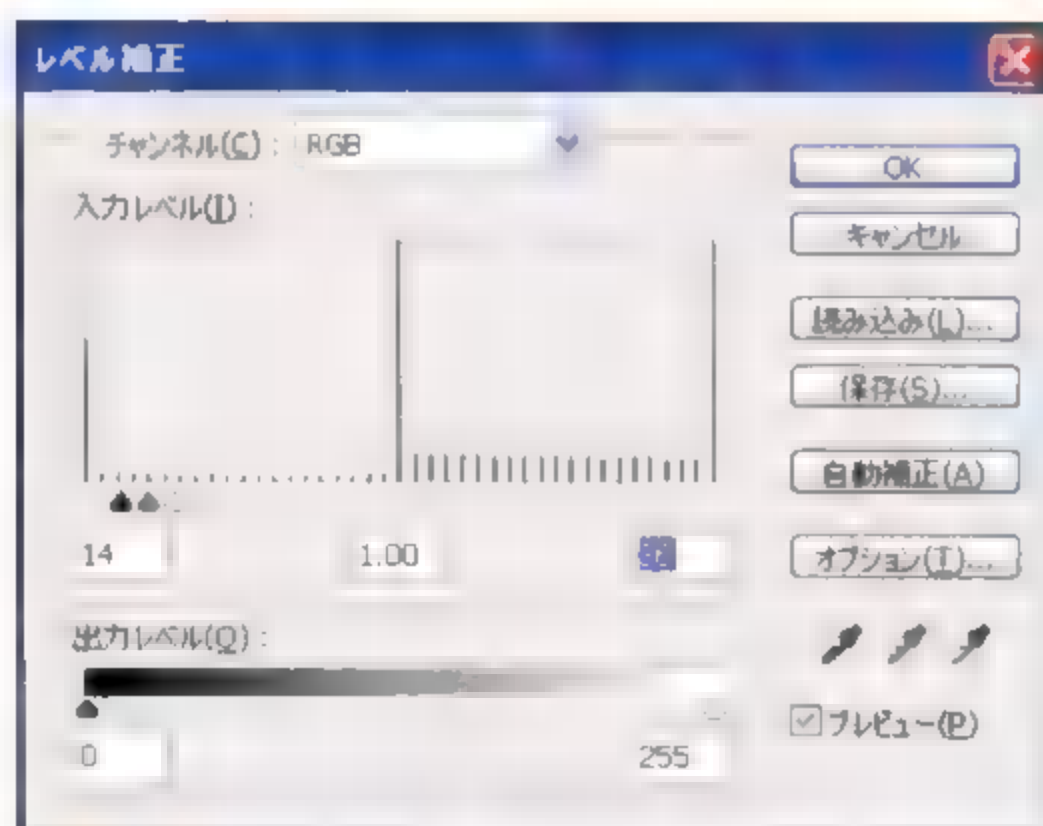 レベル補正
チャンネル(C): RGB
OK
入力レベル(I):
キャンセル
読み込み(L)...
保存(S)...
自動補正(A)
14 1.00
オプション(T)...
出力レベル(O):
プレビュー(P)
0 255